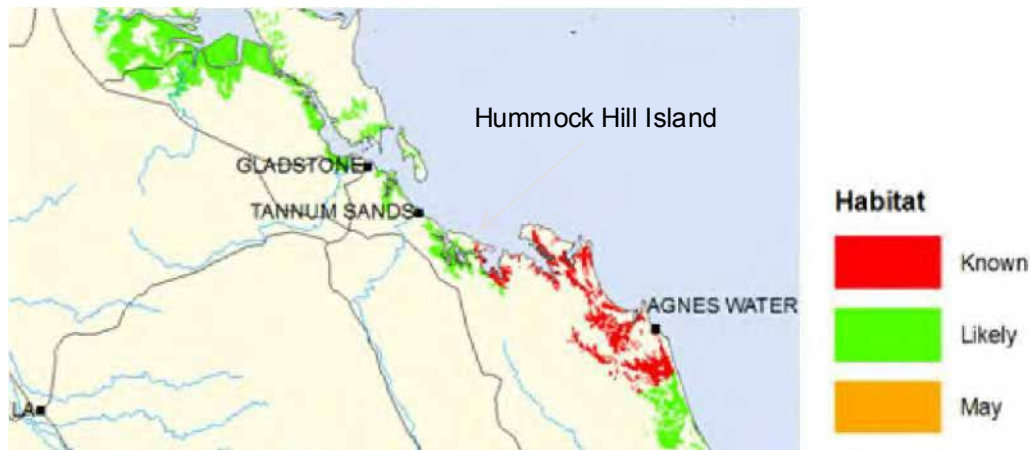 Hummock Hill Island
GLADSTONE
TANNUM SANDS
AGNES WATER
LA
Habitat
Known
Likely
May